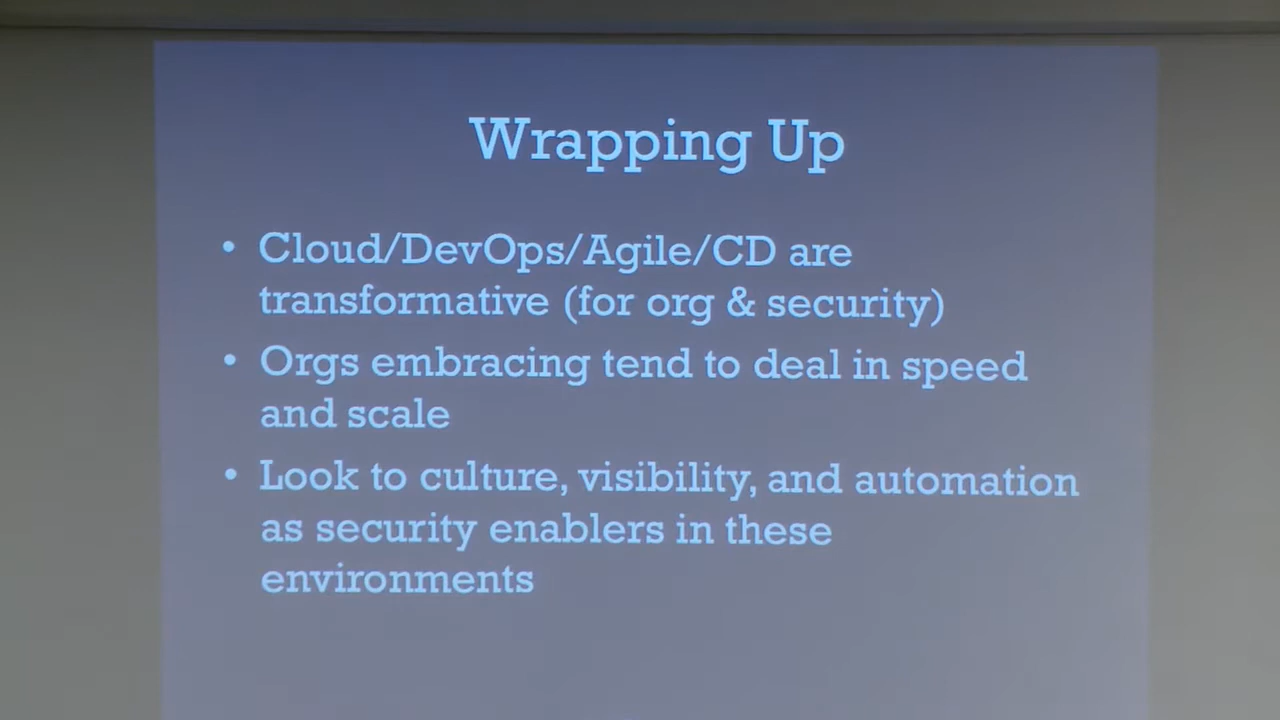 Wrapping Up
• Cloud/DevOps/Agile/CD are
transformative (for org & security)
• Orgs embracing tend to deal in speed
and scale
• Look to culture, visibility, and automation
as security enablers in these
environments